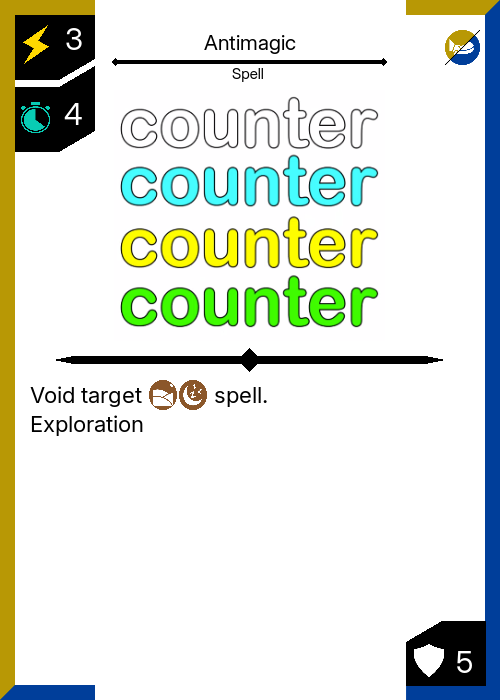 3
Antimagic
Spell
4
counter
counter
counter
counter
Void target spell.
Exploration
5